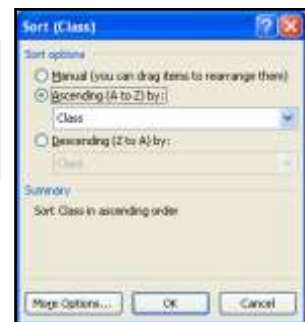 Sort (Class)
Sort options
Manual (you can drag items to rearrange them)
Ascending (A to Z) by:
Class
Descending (Z to A) by:
Class
Summary
Sort Class in ascending order
More Options...
OK
Cancel